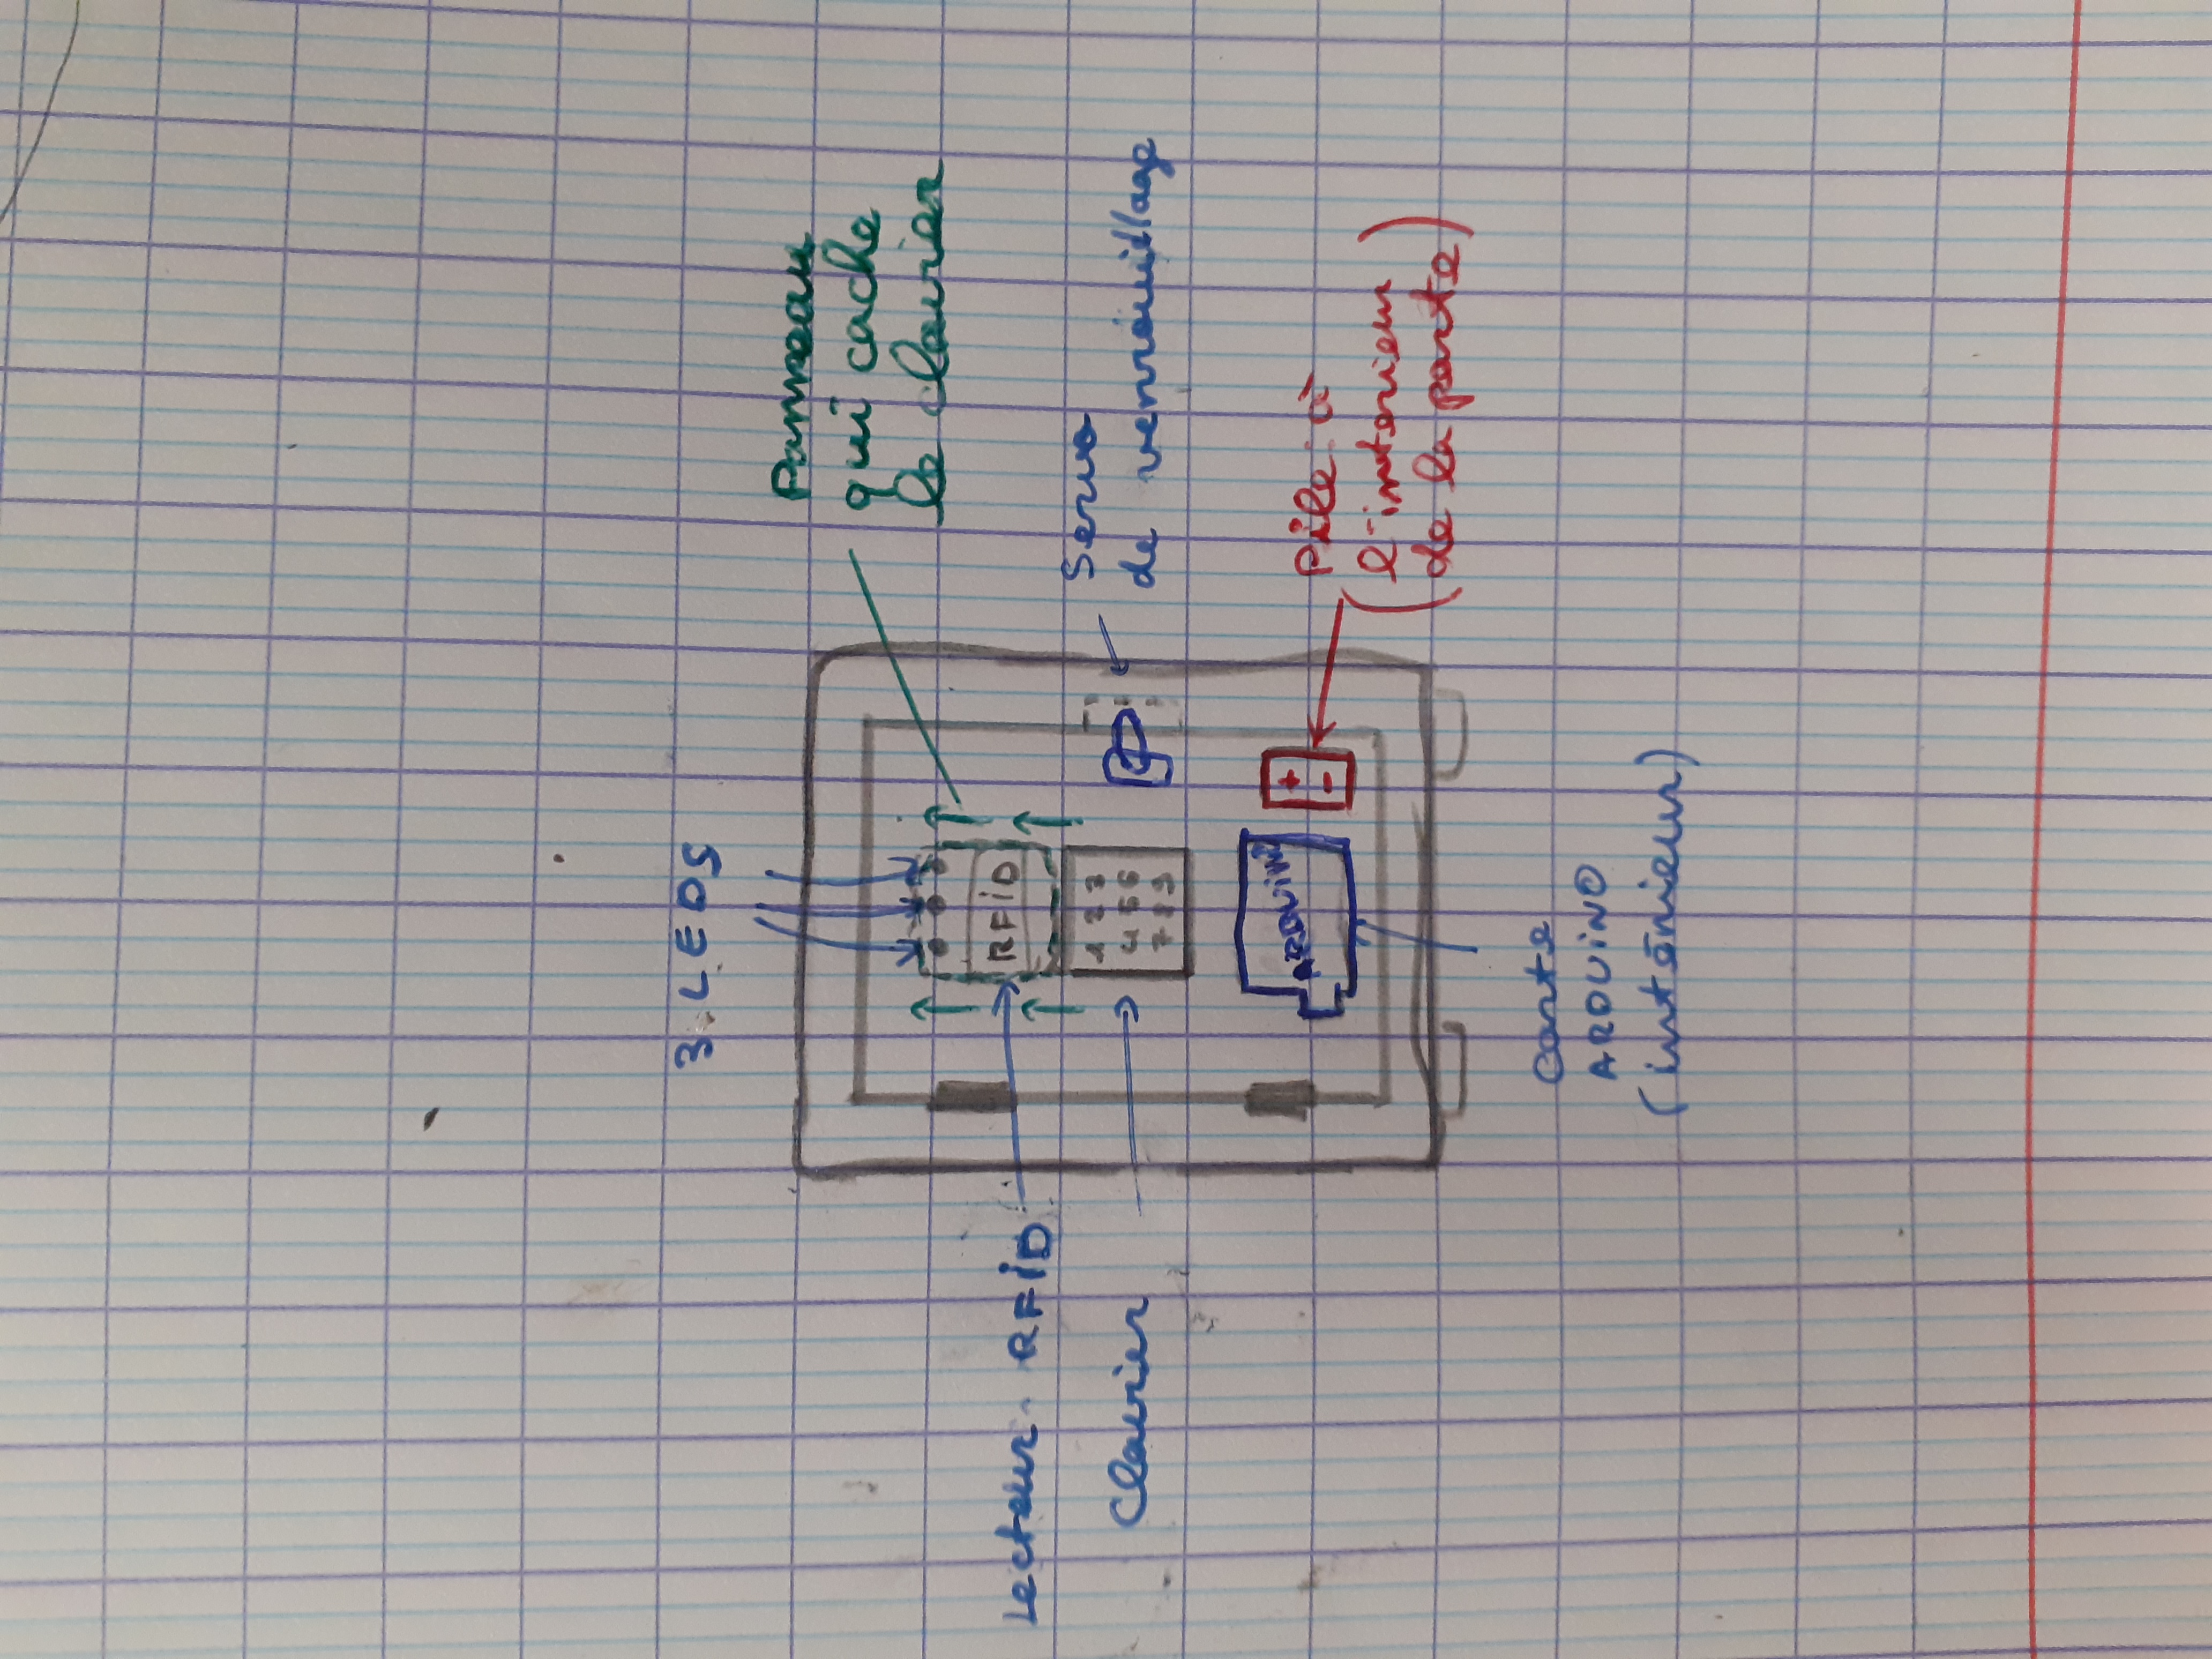 3 LEDS
Panneau
qui cache
le clavier
RFiD
Lecteur RFiD
1 2 3
4 5 6
7 8 9
Clavier
Servo
de verrouillage
ARDUiNO
+
-
Pile à
(l'interieur
de la porte)
carte
ARDUiNO
(intérieur)